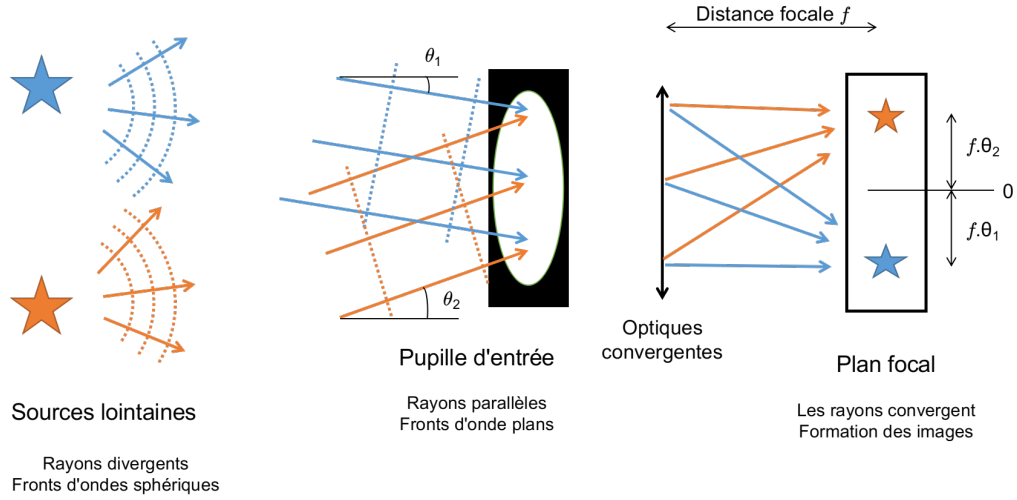 Distance focale f
θ₁
f.θ₂
0
f.θ₁
θ₂
Optiques
convergentes
Pupille d'entrée
Plan focal
Rayons parallèles
Fronts d'onde plans
Sources lointaines
Les rayons convergent
Formation des images
Rayons divergents
Fronts d'ondes sphériques